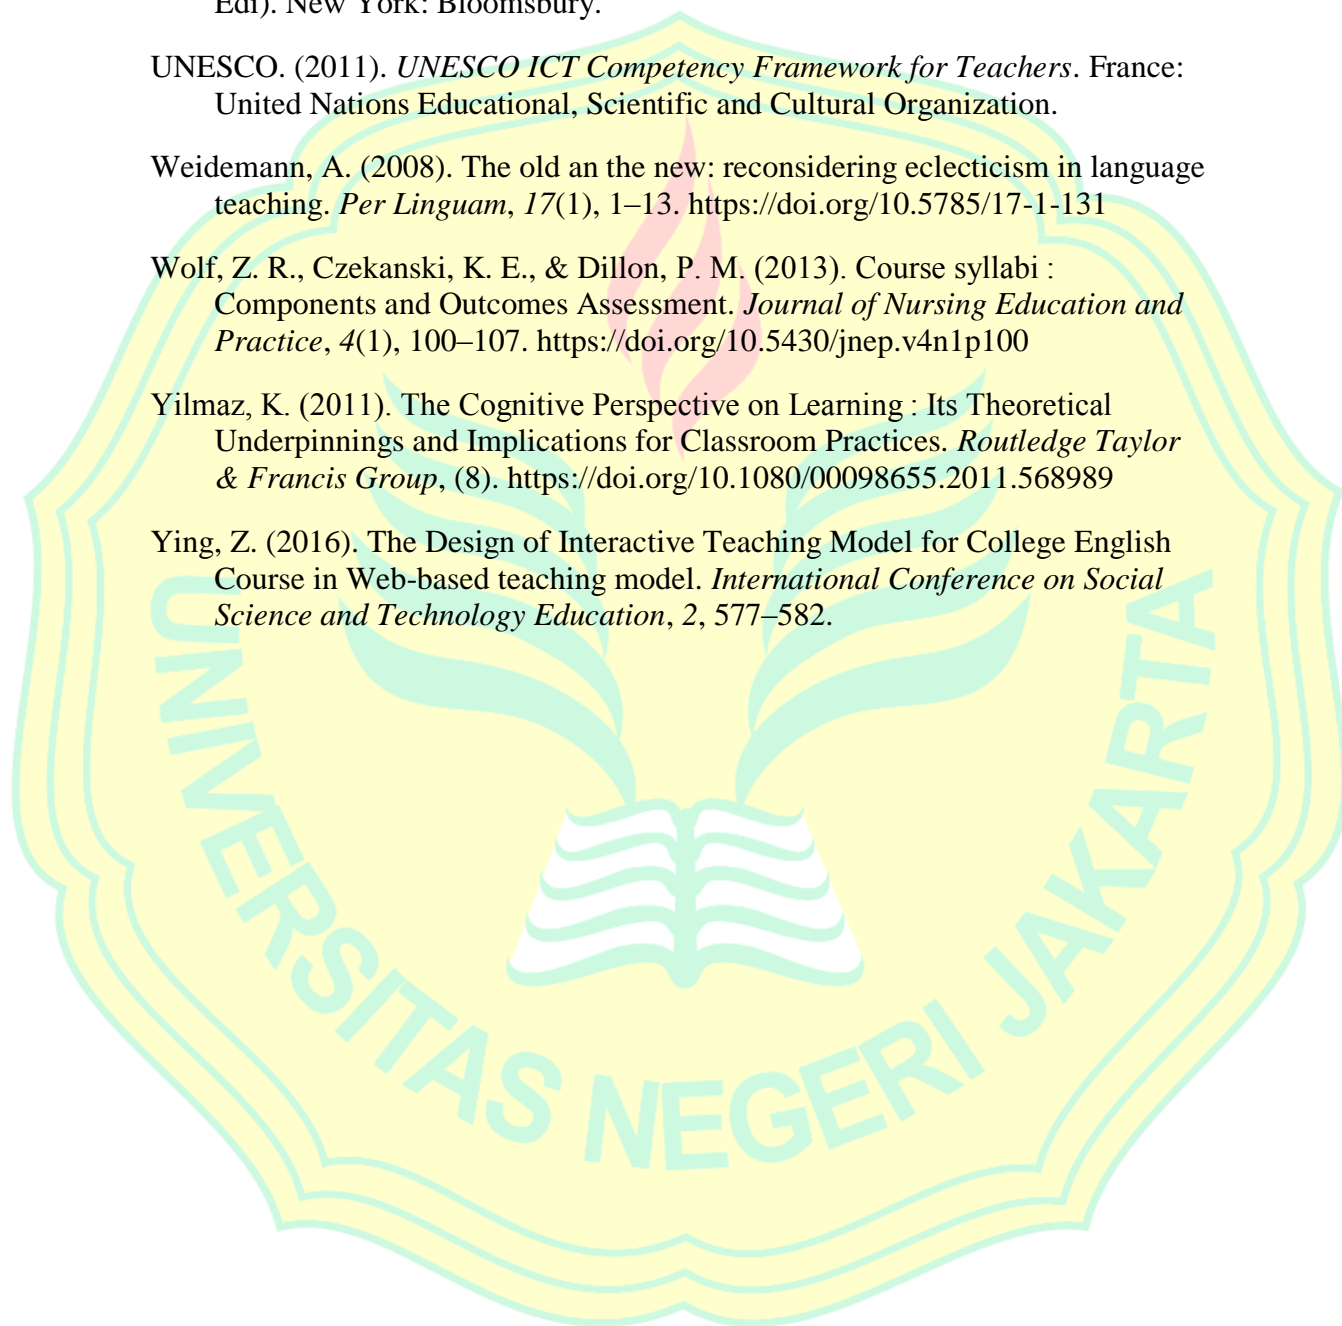 Edi). New York: Bloomsbury.
UNESCO. (2011). UNESCO ICT Competency Framework for Teachers. France:
United Nations Educational, Scientific and Cultural Organization.
Weidemann, A. (2008). The old an the new: reconsidering eclecticism in language
teaching. Per Linguam, 17(1), 1–13. https://doi.org/10.5785/17-1-131
Wolf, Z. R., Czekanski, K. E., & Dillon, P. M. (2013). Course syllabi :
Components and Outcomes Assessment. Journal of Nursing Education and
Practice, 4(1), 100–107. https://doi.org/10.5430/jnep.v4n1p100
Yilmaz, K. (2011). The Cognitive Perspective on Learning : Its Theoretical
Underpinnings and Implications for Classroom Practices. Routledge Taylor
& Francis Group, (8). https://doi.org/10.1080/00098655.2011.568989
Ying, Z. (2016). The Design of Interactive Teaching Model for College English
Course in Web-based teaching model. International Conference on Social
Science and Technology Education, 2, 577–582.
UNIVERSITAS NEGERI JAKARTA